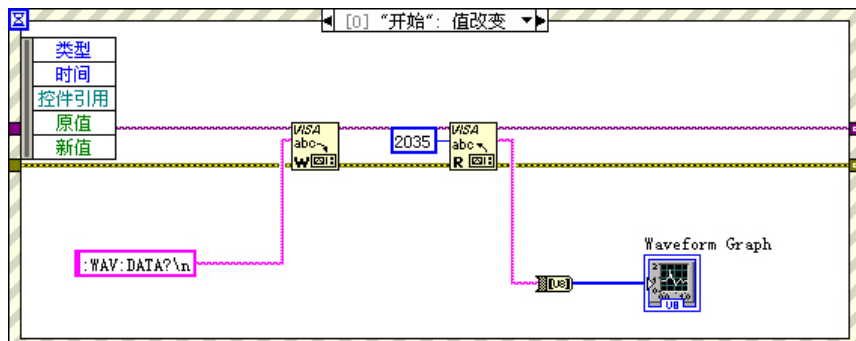 [0] "开始": 值改变
类型
时间
控件引用
原值
新值
VISA
abc
W
2035
VISA
abc
R
:WAV:DATA?\n
[U8]
Waveform Graph
U8